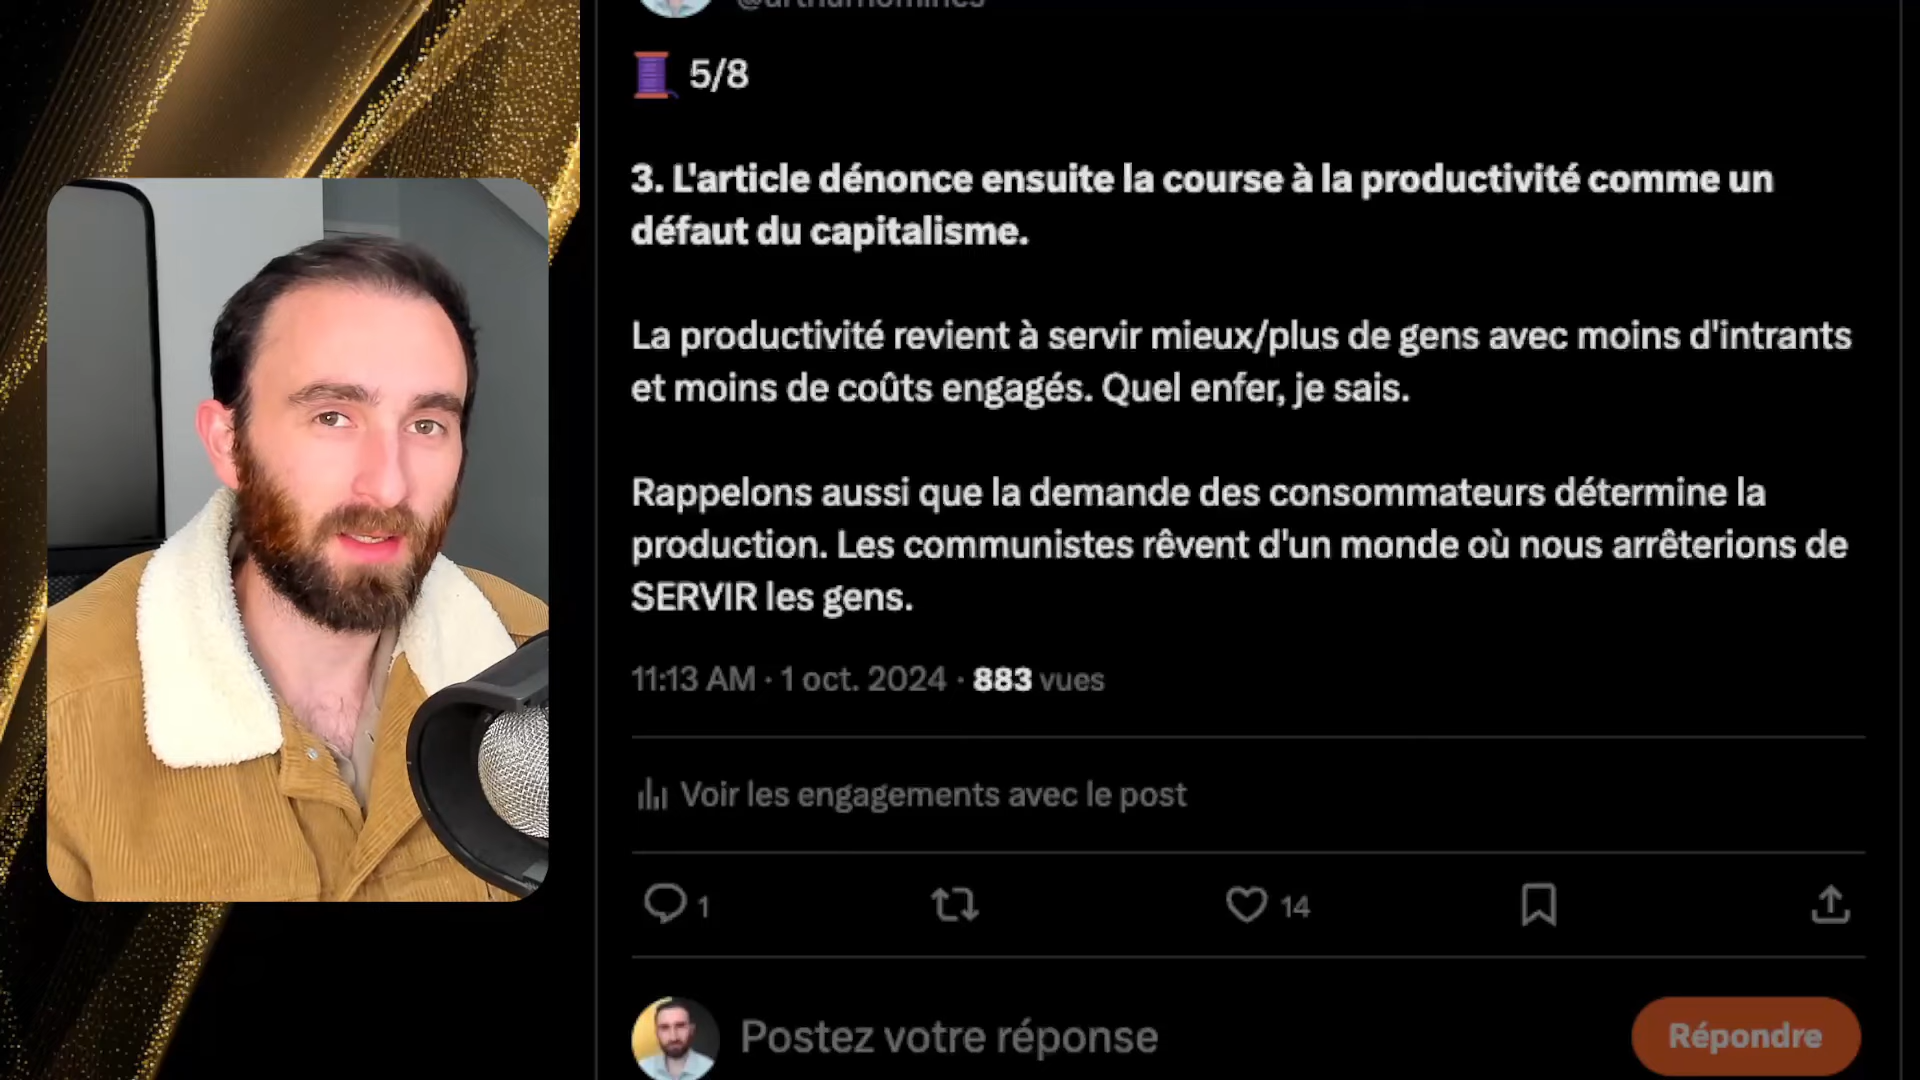 5/8
3. L'article dénonce ensuite la course à la productivité comme un
défaut du capitalisme.
La productivité revient à servir mieux/plus de gens avec moins d'intrants
et moins de coûts engagés. Quel enfer, je sais.
Rappelons aussi que la demande des consommateurs détermine la
production. Les communistes rêvent d'un monde où nous arrêterions de
SERVIR les gens.
11:13 AM · 1 oct. 2024 · 883 vues
Voir les engagements avec le post
1
14
Postez votre réponse
Répondre